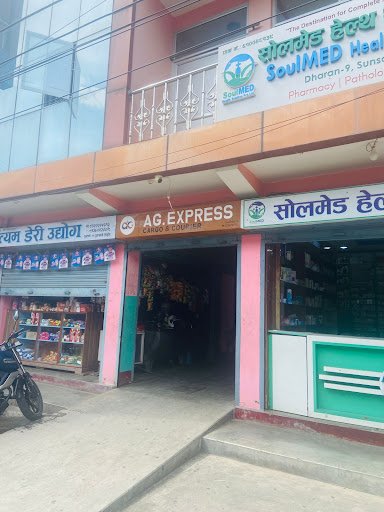 "The Destination for Complete
सोलमेड हेल्थ
SoulMED Heal
Dharan-9, Suns
Pharmacy | Patholo
SoulMED
त्यम डेरी उद्योग
AG EXPRESS
CARGO & COURIER
सोलमेड हेल